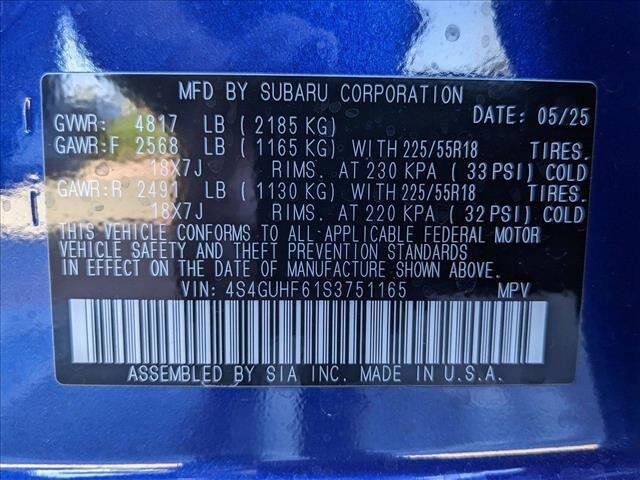 MFD BY SUBARU CORPORATION
DATE: 05/25
GVWR: 4817 LB ( 2185 KG)
GAWR:F 2568 LB ( 1165 KG) WITH 225/55R18 TIRES.
18X7J RIMS. AT 230 KPA ( 33 PSI) COLD
GAWR:R 2491 LB ( 1130 KG) WITH 225/55R18 TIRES.
18X7J RIMS. AT 220 KPA ( 32 PSI) COLD
THIS VEHICLE CONFORMS TO ALL APPLICABLE FEDERAL MOTOR
VEHICLE SAFETY AND THEFT PREVENTION STANDARDS
IN EFFECT ON THE DATE OF MANUFACTURE SHOWN ABOVE.
VIN: 4S4GUHF61S3751165 MPV
ASSEMBLED BY SIA INC. MADE IN U.S.A.